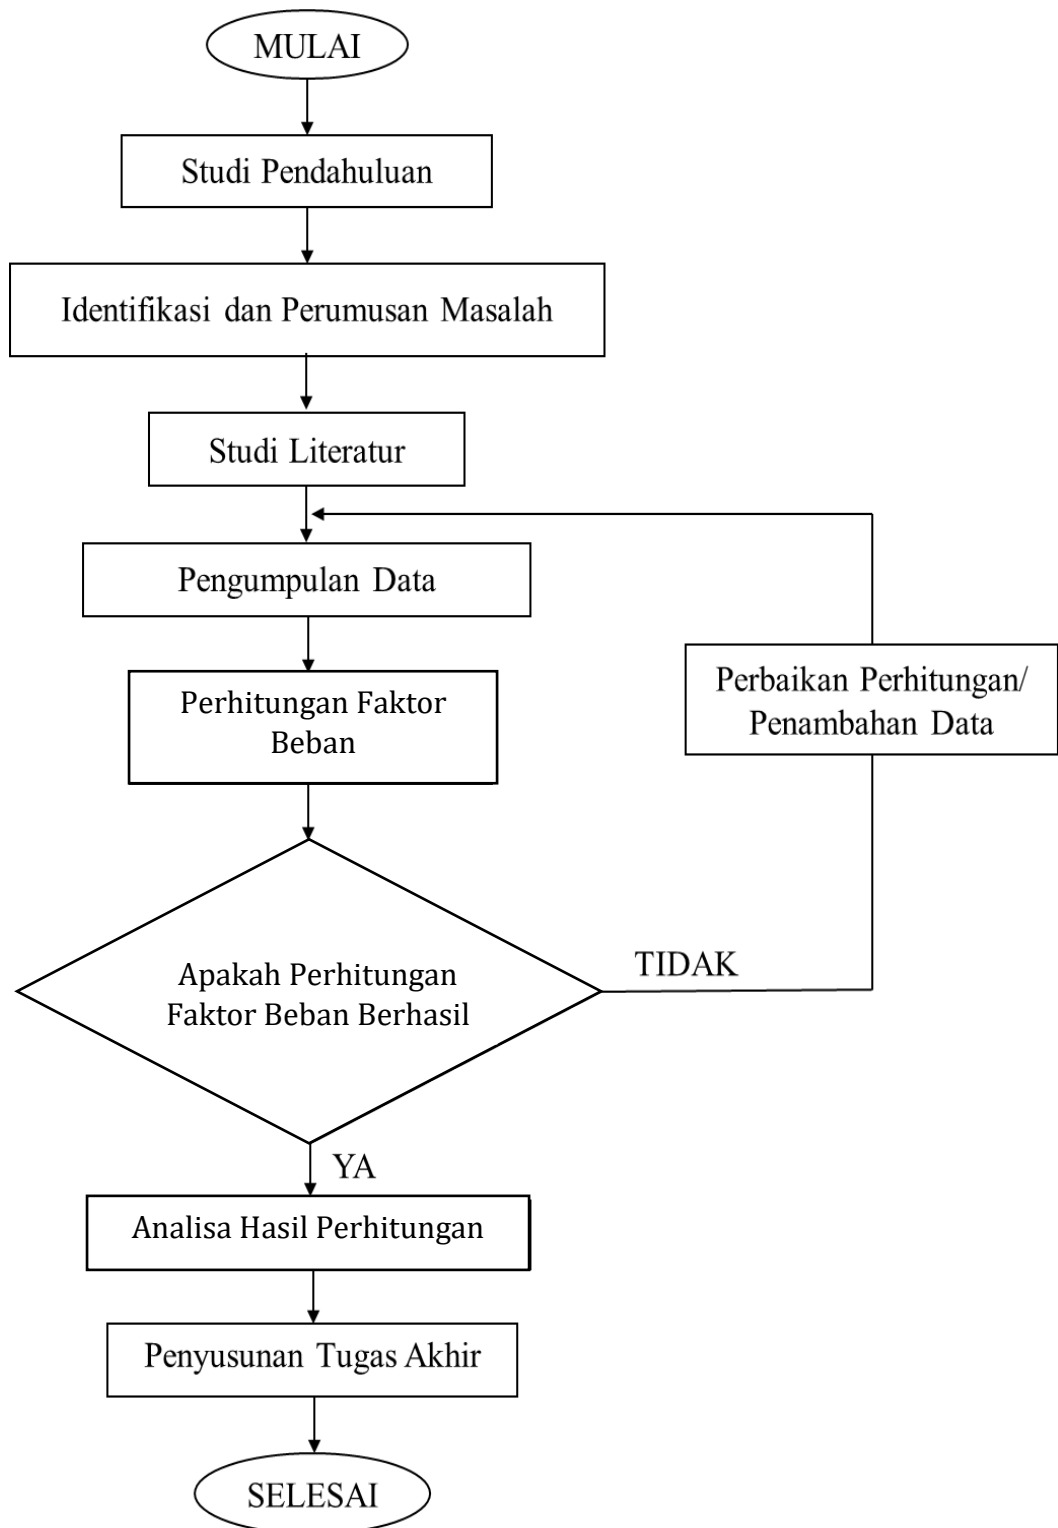 MULAI
Studi Pendahuluan
Identifikasi dan Perumusan Masalah
Studi Literatur
Pengumpulan Data
Perhitungan Faktor
Beban
Perbaikan Perhitungan/
Penambahan Data
Apakah Perhitungan
Faktor Beban Berhasil
TIDAK
YA
Analisa Hasil Perhitungan
Penyusunan Tugas Akhir
SELESAI